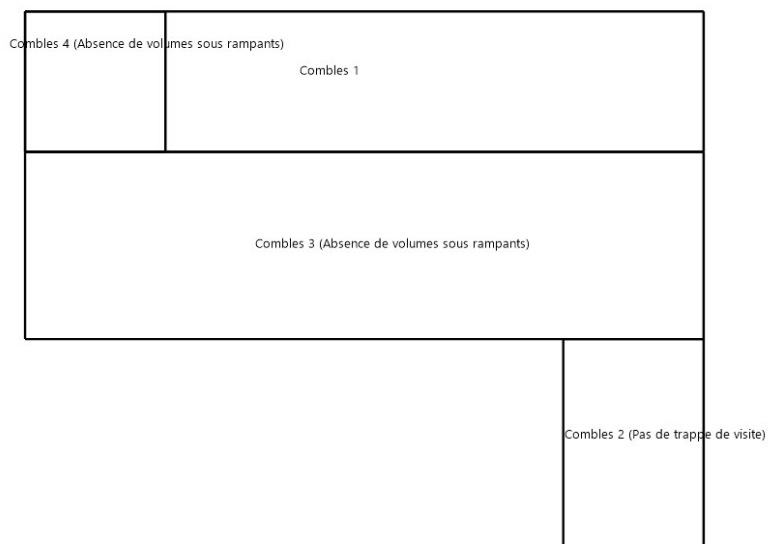 Combles 4 (Absence de volumes sous rampants)
Combles 1
Combles 3 (Absence de volumes sous rampants)
Combles 2 (Pas de trappe de visite)